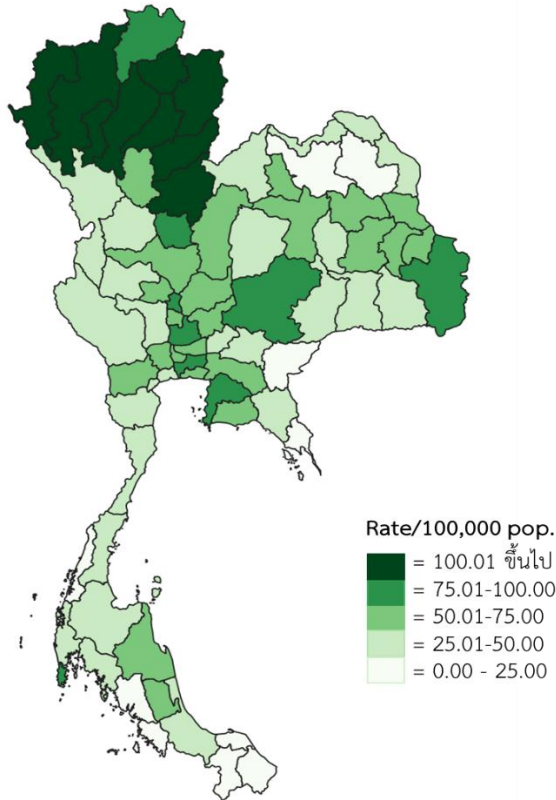 Rate/100,000 pop.
= 100.01 ขึ้นไป
= 75.01-100.00
= 50.01-75.00
= 25.01-50.00
= 0.00 - 25.00